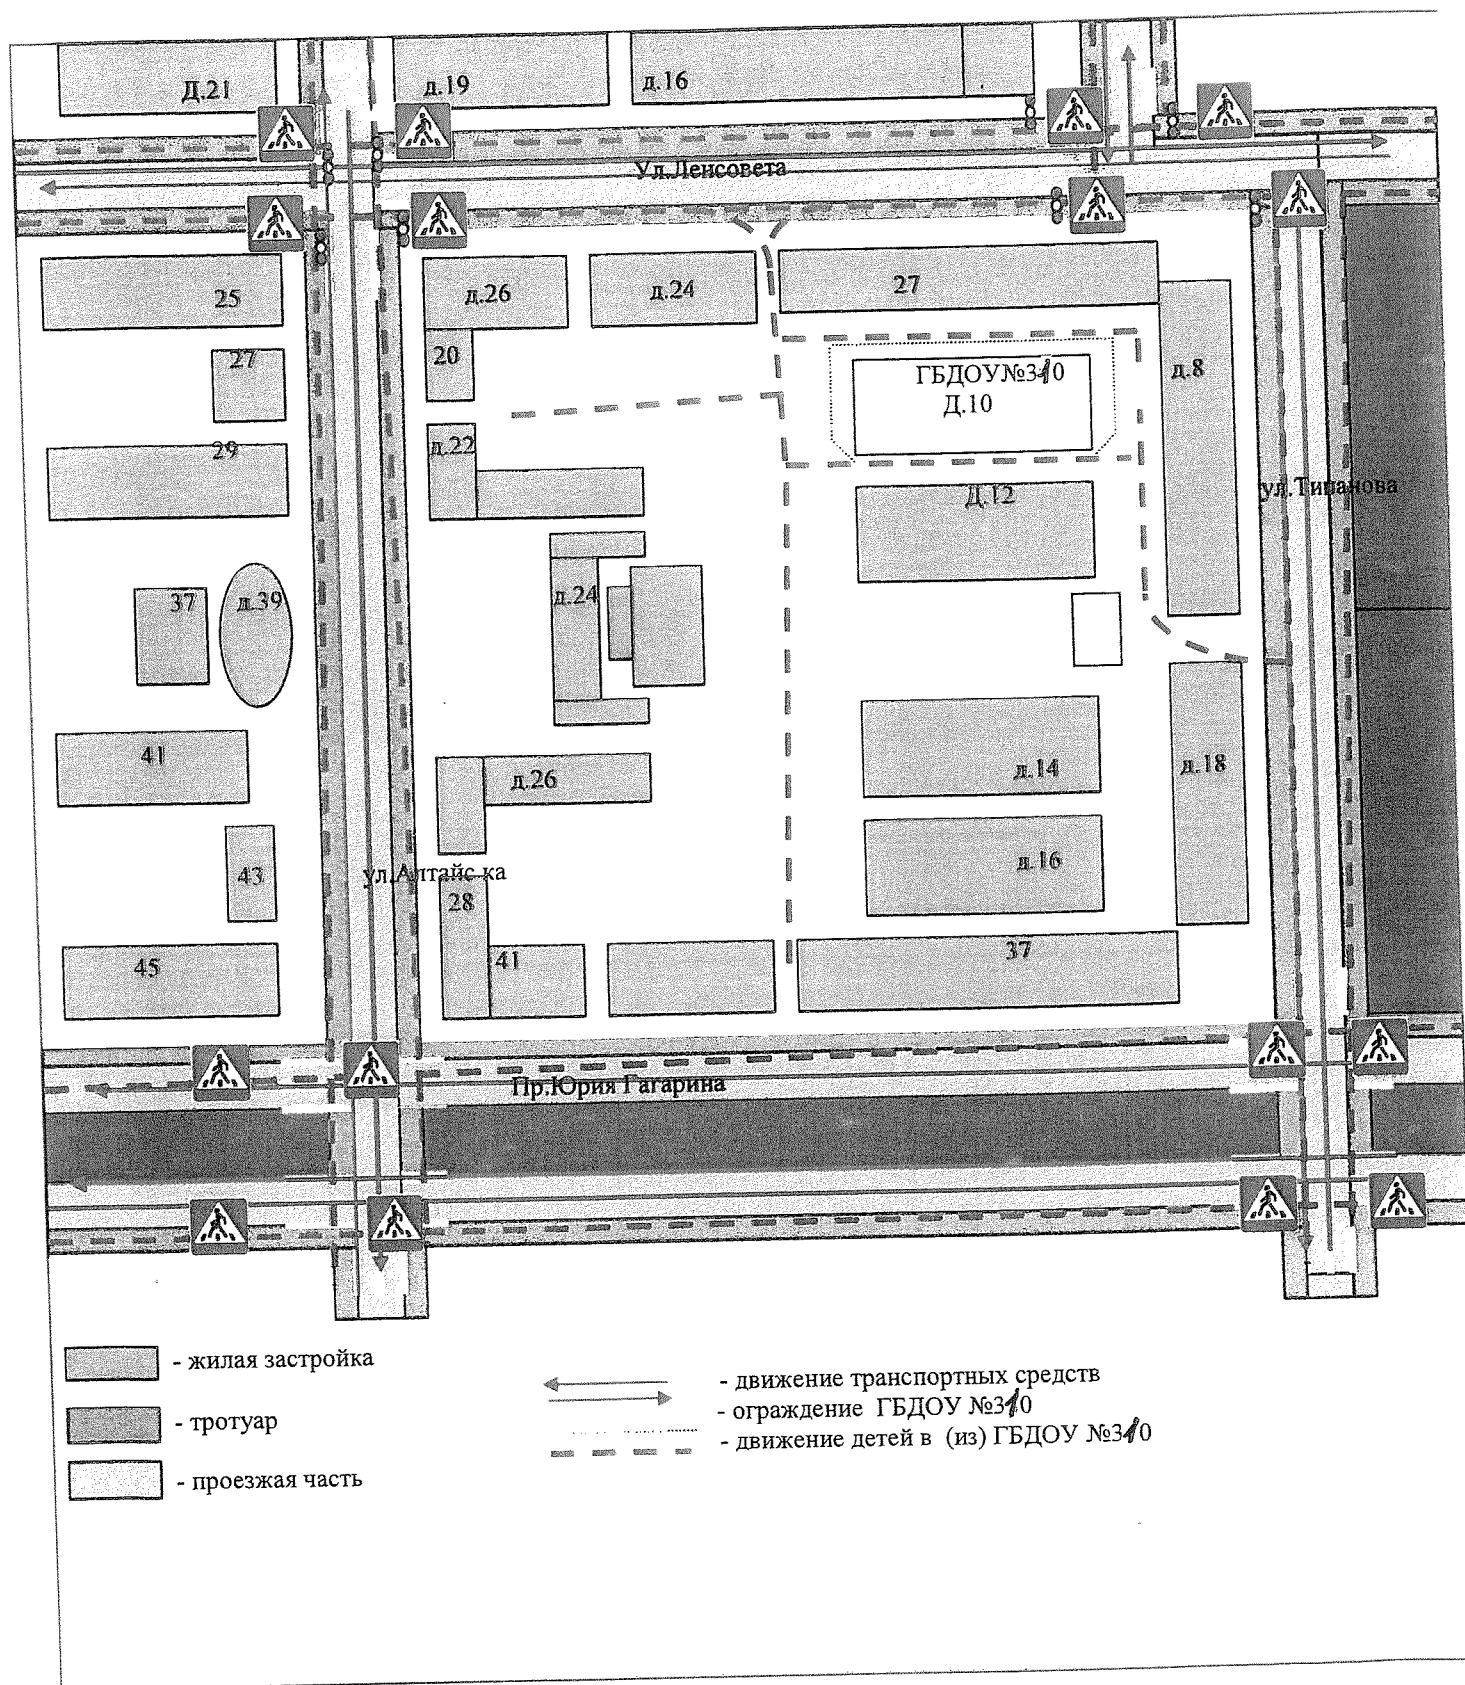 Д.21
д.19
д.16
Ул.Ленсовета
25
д.26
д.24
27
20
27
д.8
ГБДОУ№310
Д.10
29
д.22
Д.12
ул.Типанова
37
д.39
д.24
41
д.26
д.14
д.18
43
ул.Алтайс-ка
28
д.16
45
41
37
Пр.Юрия Гагарина
- жилая застройка
- тротуар
- проезжая часть
- движение транспортных средств
- ограждение ГБДОУ №310
- движение детей в (из) ГБДОУ №310